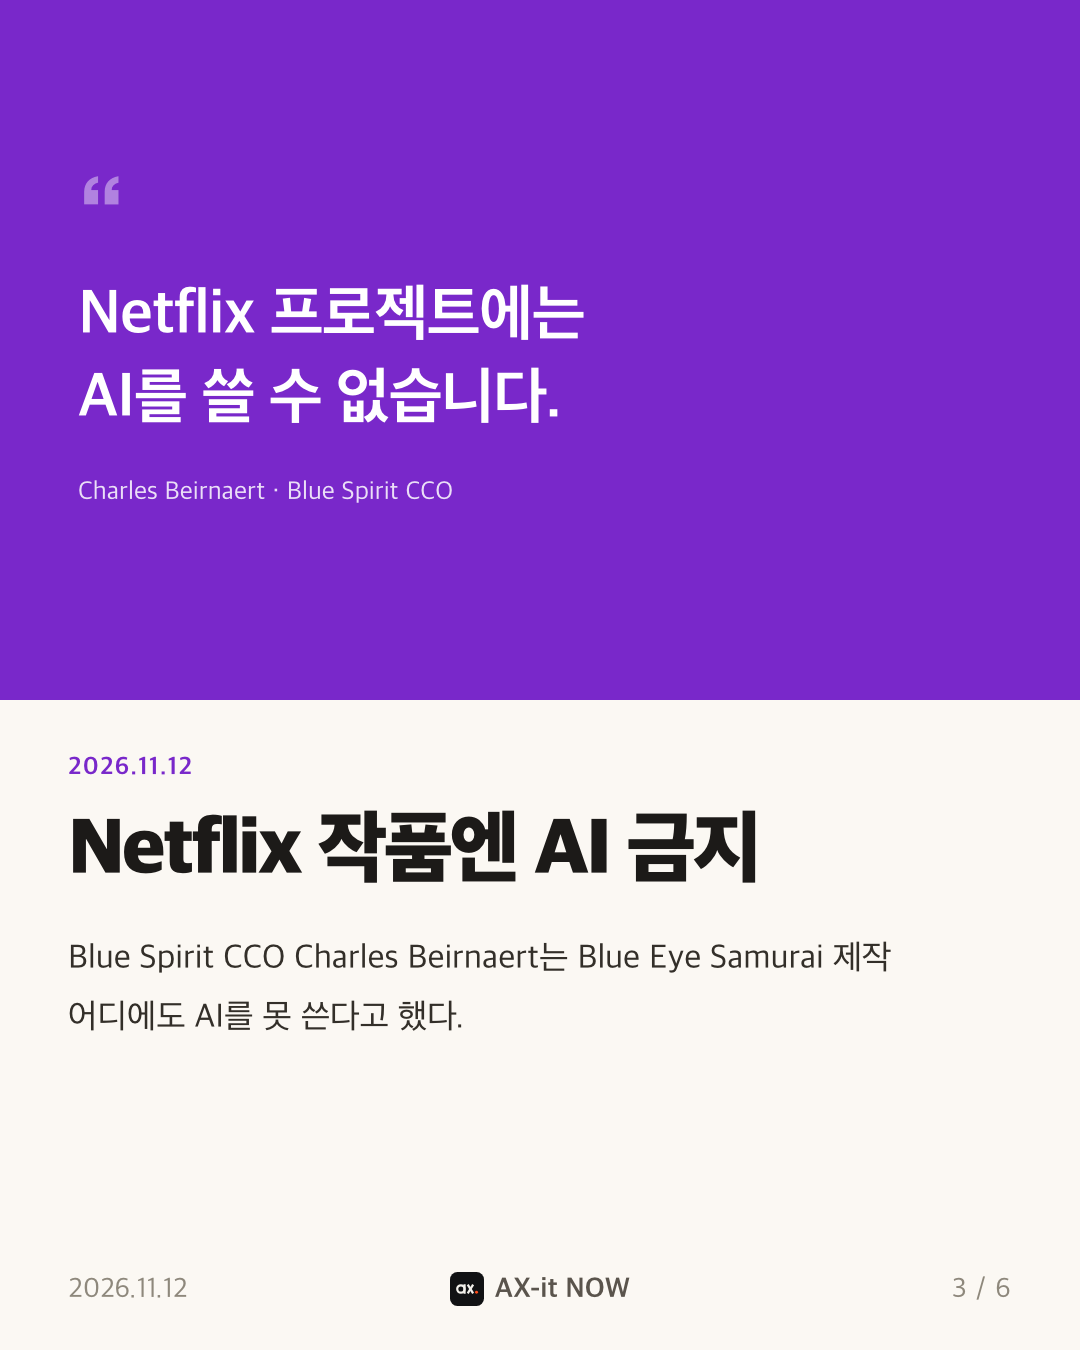 “
Netflix 프로젝트에는
AI를 쓸 수 없습니다.
Charles Beirnaert · Blue Spirit CCO
2026.11.12
Netflix 작품엔 AI 금지
Blue Spirit CCO Charles Beirnaert는 Blue Eye Samurai 제작
어디에도 AI를 못 쓴다고 했다.
2026.11.12
ax. AX-it NOW
3 / 6